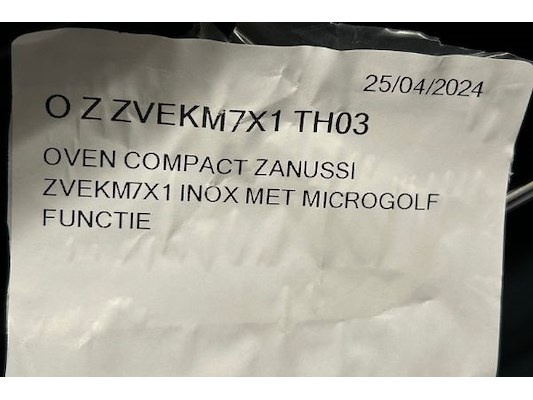 25/04/2024
O Z ZVEKM7X1 TH03
OVEN COMPACT ZANUSSI
ZVEKM7X1 INOX MET MICROGOLF
FUNCTIE